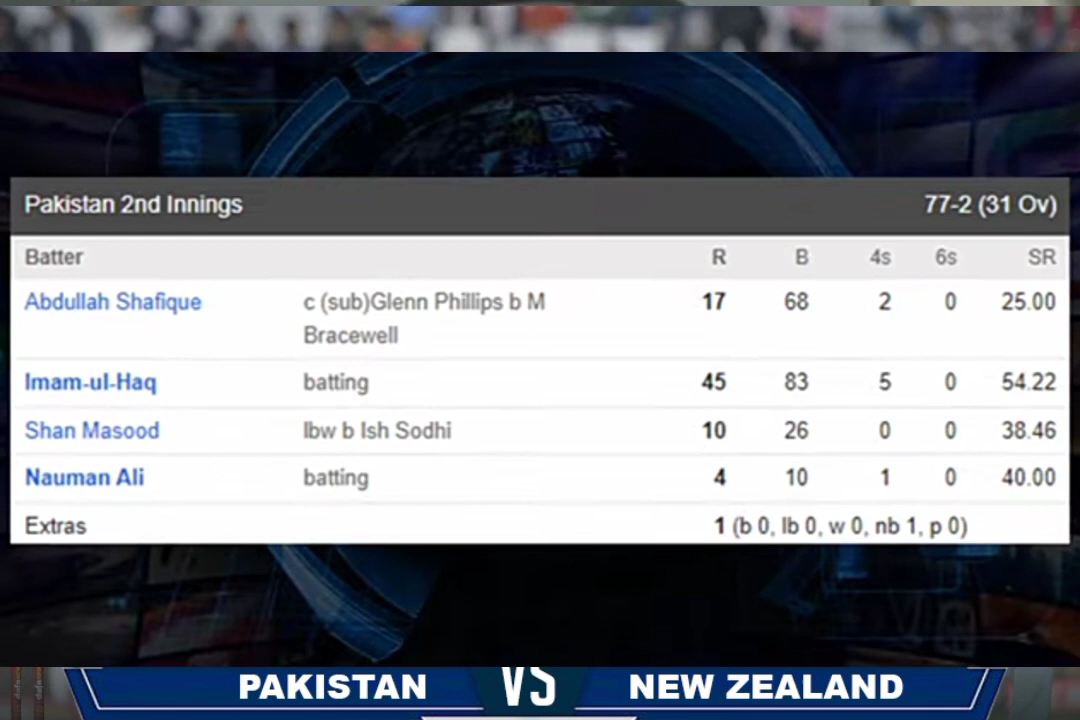 Pakistan 2nd Innings 77-2 (31 Ov)
Batter R B 4s 6s SR
Abdullah Shafique c (sub)Glenn Phillips b M 17 68 2 0 25.00
Bracewell
Imam-ul-Haq batting 45 83 5 0 54.22
Shan Masood lbw b Ish Sodhi 10 26 0 0 38.46
Nauman Ali batting 4 10 1 0 40.00
Extras 1 (b 0, lb 0, w 0, nb 1, p 0)
PAKISTAN VS NEW ZEALAND